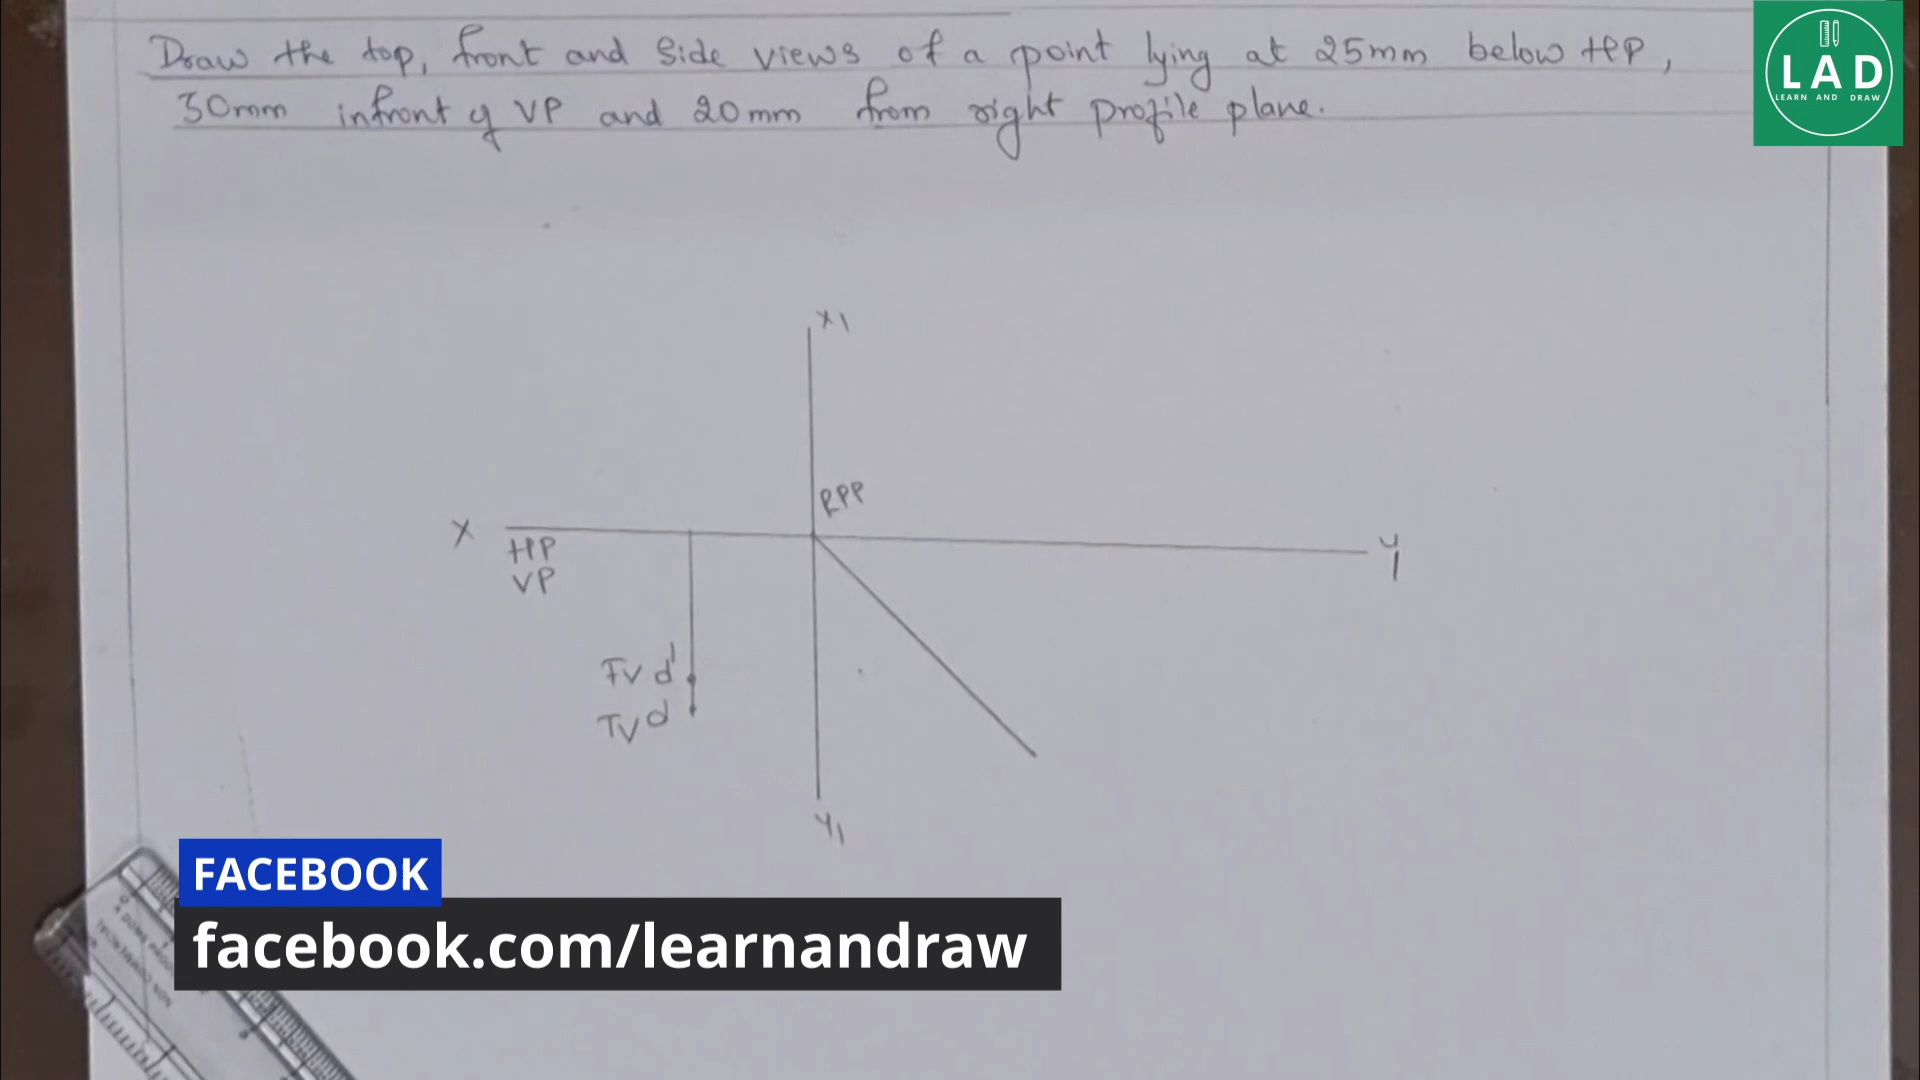 Draw the top, front and side views of a point lying at 25mm below HP,
30mm infront of VP and 20mm from right profile plane.
LAD
LEARN AND DRAW
X1
RPP
X
HP
VP
Y
FV d'
TV d
Y1
FACEBOOK
facebook.com/learnandraw